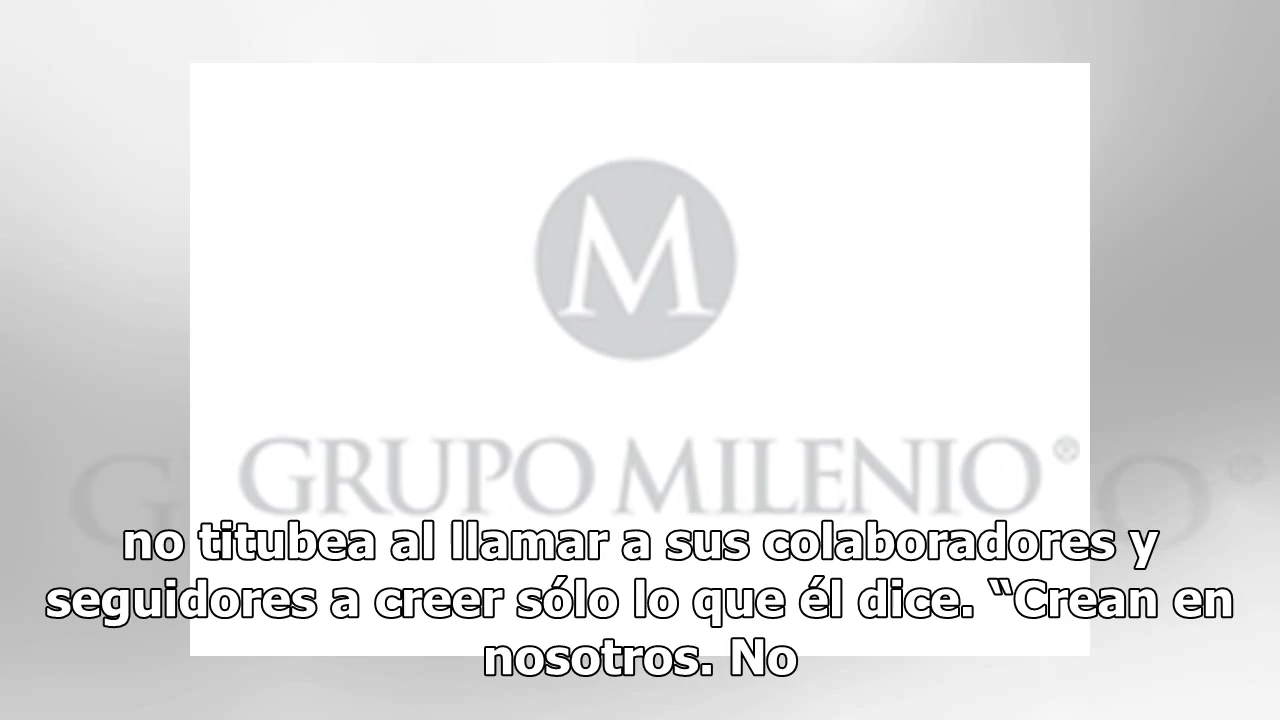 M
GRUPO MILENIO®
no titubea al llamar a sus colaboradores y
seguidores a creer sólo lo que él dice. “Crean en
nosotros. No